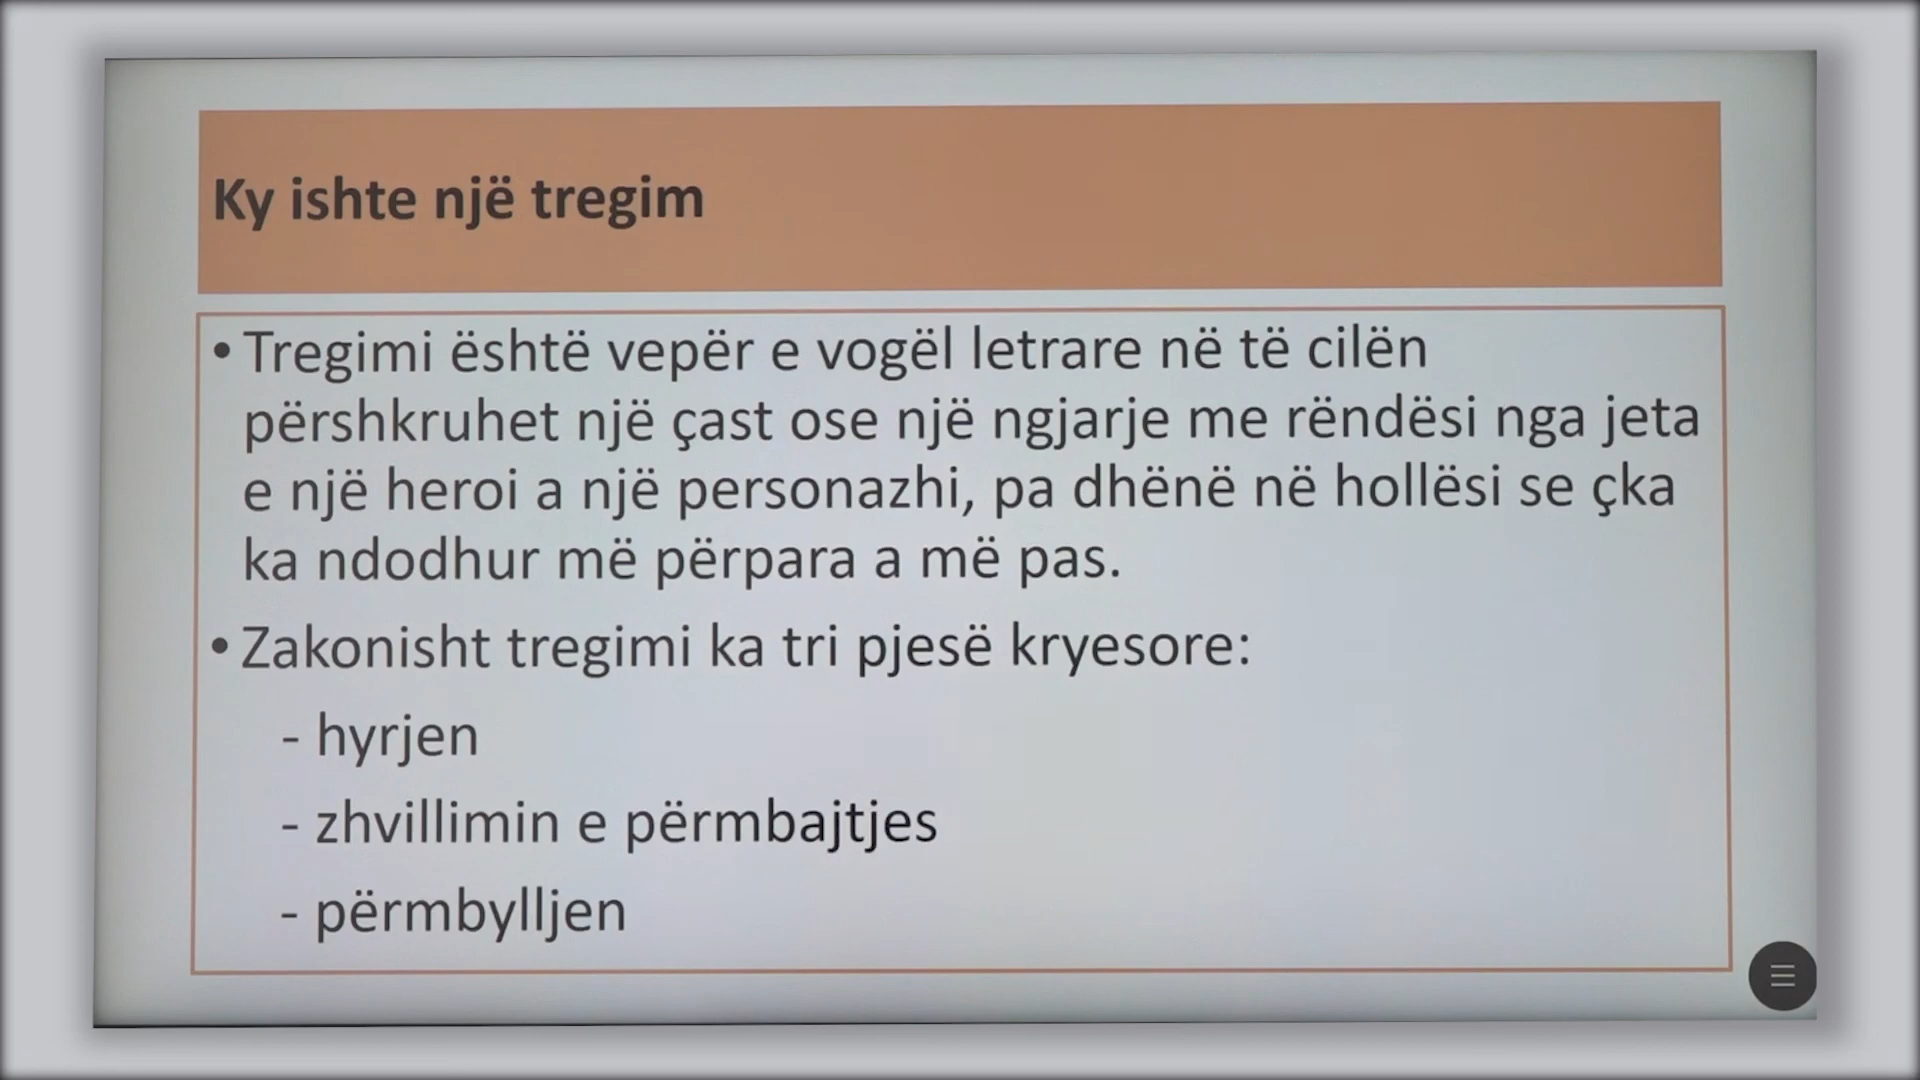 Ky ishte një tregim
• Tregimi është vepër e vogël letrare në të cilën
përshkruhet një çast ose një ngjarje me rëndësi nga jeta
e një heroi a një personazhi, pa dhënë në hollësi se çka
ka ndodhur më përpara a më pas.
• Zakonisht tregimi ka tri pjesë kryesore:
- hyrjen
- zhvillimin e përmbajtjes
- përmbylljen